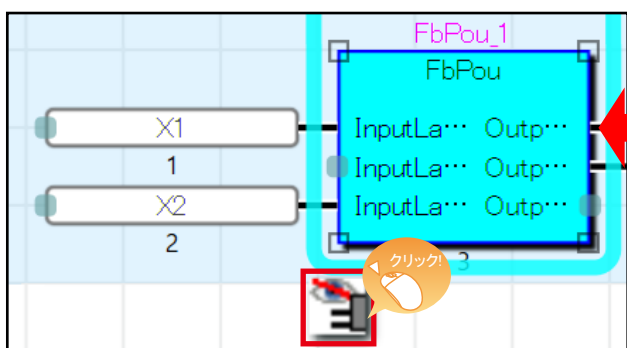 FbPou_1
FbPou
X1 InputLa… Outp…
1 InputLa… Outp…
X2 InputLa… Outp…
2
3
クリック!